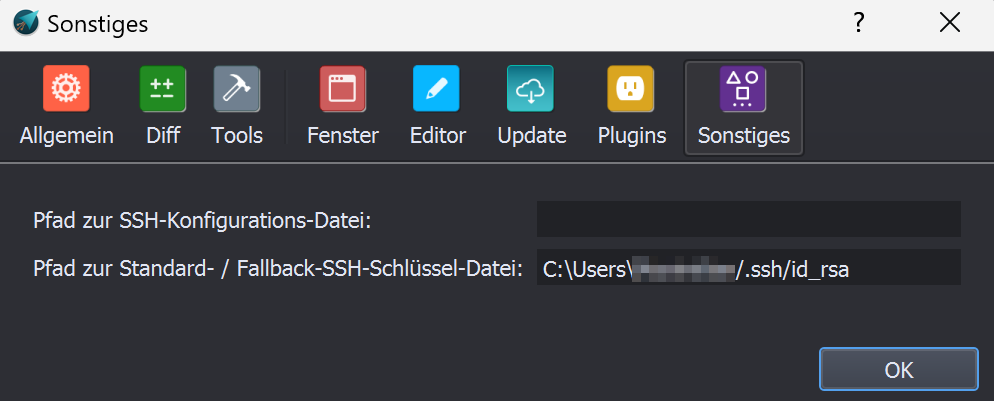 Sonstiges
?
Allgemein Diff Tools Fenster Editor Update Plugins Sonstiges
Pfad zur SSH-Konfigurations-Datei:
Pfad zur Standard- / Fallback-SSH-Schlüssel-Datei: C:\Users\ /.ssh/id_rsa
OK